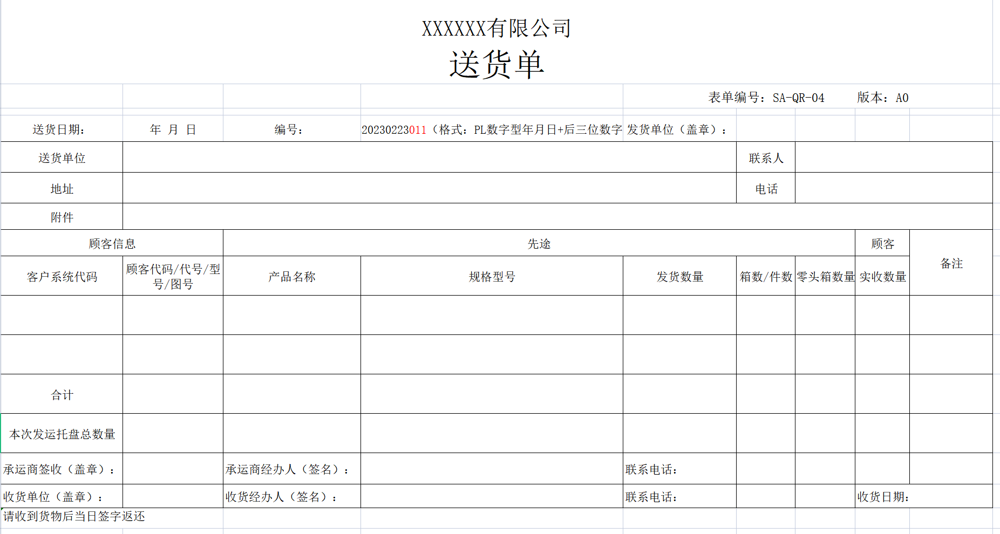 XXXXXX有限公司
送货单
表单编号：SA-QR-04 版本：A0
送货日期： 年 月 日 编号： 20230223011（格式：PL数字型年月日+后三位数字 发货单位（盖章）：
送货单位 联系人
地址 电话
附件
顾客信息 先途 顾客 备注
客户系统代码 顾客代码/代号/型号/图号 产品名称 规格型号 发货数量 箱数/件数 零头箱数量 实收数量
合计
本次发运托盘总数量
承运商签收（盖章）： 承运商经办人（签名）： 联系电话：
收货单位（盖章）： 收货经办人（签名）： 联系电话： 收货日期：
请收到货物后当日签字返还